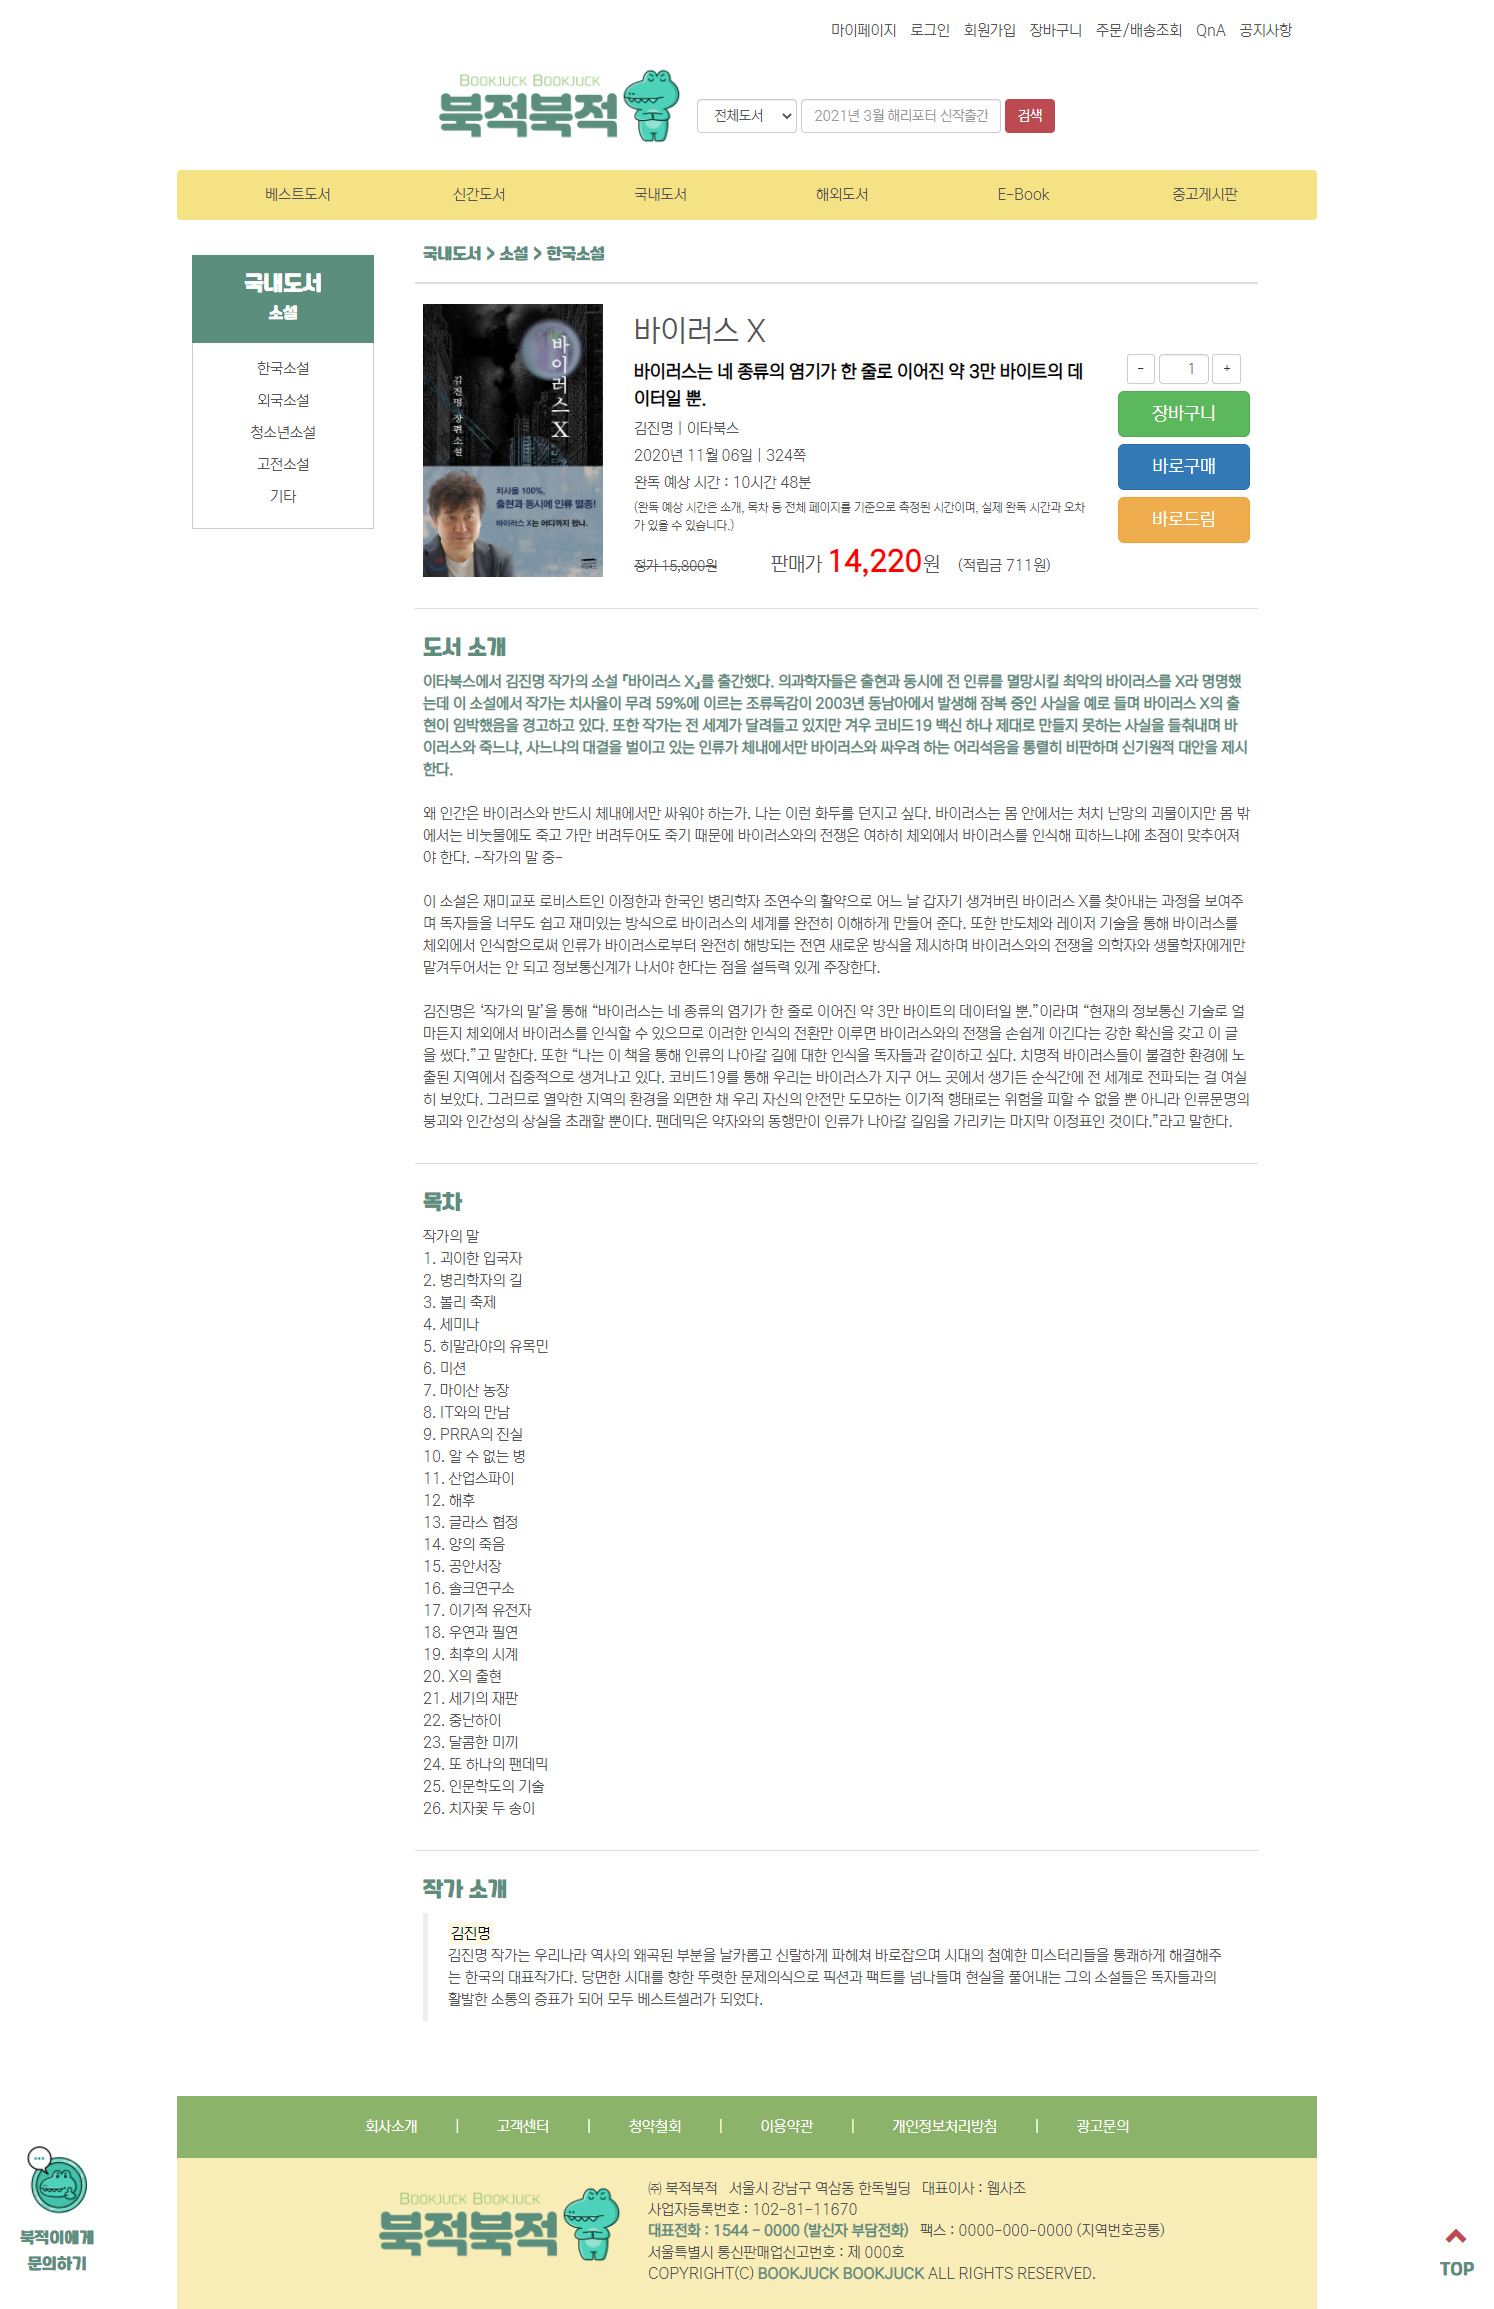 마이페이지 로그인 회원가입 장바구니 주문/배송조회 QnA 공지사항
BOOKJUCK BOOKJUCK
북적북적
전체도서 2021년 3월 해리포터 신작출간 검색
베스트도서 신간도서 국내도서 해외도서 E-Book 중고게시판
국내도서 > 소설 > 한국소설
국내도서
소설
한국소설
외국소설
청소년소설
고전소설
기타
바이러스 X
김진명 장편소설
치사율 100%,
출현과 동시에 인류 멸종!
바이러스 X는 어디까지 왔나.
바이러스 X
바이러스는 네 종류의 염기가 한 줄로 이어진 약 3만 바이트의 데
이터일 뿐.
김진명 | 이타북스
2020년 11월 06일 | 324쪽
완독 예상 시간 : 10시간 48분
(완독 예상 시간은 소개, 목차 등 전체 페이지를 기준으로 측정된 시간이며, 실제 완독 시간과 오차
가 있을 수 있습니다.)
정가 15,800원 판매가 14,220원 (적립금 711원)
- 1 +
장바구니
바로구매
바로드림
도서 소개
이타북스에서 김진명 작가의 소설 『바이러스 X』를 출간했다. 의과학자들은 출현과 동시에 전 인류를 멸망시킬 최악의 바이러스를 X라 명명했
는데 이 소설에서 작가는 치사율이 무려 59%에 이르는 조류독감이 2003년 동남아에서 발생해 잠복 중인 사실을 예로 들며 바이러스 X의 출
현이 임박했음을 경고하고 있다. 또한 작가는 전 세계가 달려들고 있지만 겨우 코비드19 백신 하나 제대로 만들지 못하는 사실을 들춰내며 바
이러스와 죽느냐, 사느냐의 대결을 벌이고 있는 인류가 체내에서만 바이러스와 싸우려 하는 어리석음을 통렬히 비판하며 신기원적 대안을 제시
한다.
왜 인간은 바이러스와 반드시 체내에서만 싸워야 하는가. 나는 이런 화두를 던지고 싶다. 바이러스는 몸 안에서는 처치 난망의 괴물이지만 몸 밖
에서는 비눗물에도 죽고 가만 버려두어도 죽기 때문에 바이러스와의 전쟁은 여하히 체외에서 바이러스를 인식해 피하느냐에 초점이 맞추어져
야 한다. -작가의 말 중-
이 소설은 재미교포 로비스트인 이정한과 한국인 병리학자 조연수의 활약으로 어느 날 갑자기 생겨버린 바이러스 X를 찾아내는 과정을 보여주
며 독자들을 너무도 쉽고 재미있는 방식으로 바이러스의 세계를 완전히 이해하게 만들어 준다. 또한 반도체와 레이저 기술을 통해 바이러스를
체외에서 인식함으로써 인류가 바이러스로부터 완전히 해방되는 전연 새로운 방식을 제시하며 바이러스와의 전쟁을 의학자와 생물학자에게만
맡겨두어서는 안 되고 정보통신계가 나서야 한다는 점을 설득력 있게 주장한다.
김진명은 ‘작가의 말’을 통해 “바이러스는 네 종류의 염기가 한 줄로 이어진 약 3만 바이트의 데이터일 뿐.”이라며 “현재의 정보통신 기술로 얼
마든지 체외에서 바이러스를 인식할 수 있으므로 이러한 인식의 전환만 이루면 바이러스와의 전쟁을 손쉽게 이긴다는 강한 확신을 갖고 이 글
을 썼다.”고 말한다. 또한 “나는 이 책을 통해 인류의 나아갈 길에 대한 인식을 독자들과 같이하고 싶다. 치명적 바이러스들이 불결한 환경에 노
출된 지역에서 집중적으로 생겨나고 있다. 코비드19를 통해 우리는 바이러스가 지구 어느 곳에서 생기든 순식간에 전 세계로 전파되는 걸 여실
히 보았다. 그러므로 열악한 지역의 환경을 외면한 채 우리 자신의 안전만 도모하는 이기적 행태로는 위험을 피할 수 없을 뿐 아니라 인류문명의
붕괴와 인간성의 상실을 초래할 뿐이다. 팬데믹은 약자와의 동행만이 인류가 나아갈 길임을 가리키는 마지막 이정표인 것이다.”라고 말한다.
목차
작가의 말
1. 괴이한 입국자
2. 병리학자의 길
3. 볼리 축제
4. 세미나
5. 히말라야의 유목민
6. 미션
7. 마이산 농장
8. IT와의 만남
9. PRRA의 진실
10. 알 수 없는 병
11. 산업스파이
12. 해후
13. 글라스 협정
14. 양의 죽음
15. 공안서장
16. 솔크연구소
17. 이기적 유전자
18. 우연과 필연
19. 최후의 시계
20. X의 출현
21. 세기의 재판
22. 중난하이
23. 달콤한 미끼
24. 또 하나의 팬데믹
25. 인문학도의 기술
26. 치자꽃 두 송이
작가 소개
김진명
김진명 작가는 우리나라 역사의 왜곡된 부분을 날카롭고 신랄하게 파헤쳐 바로잡으며 시대의 첨예한 미스터리들을 통쾌하게 해결해주
는 한국의 대표작가다. 당면한 시대를 향한 뚜렷한 문제의식으로 픽션과 팩트를 넘나들며 현실을 풀어내는 그의 소설들은 독자들과의
활발한 소통의 증표가 되어 모두 베스트셀러가 되었다.
회사소개 | 고객센터 | 청약철회 | 이용약관 | 개인정보처리방침 | 광고문의
BOOKJUCK BOOKJUCK
북적북적
㈜ 북적북적 서울시 강남구 역삼동 한독빌딩 대표이사 : 웹사조
사업자등록번호 : 102-81-11670
대표전화 : 1544 - 0000 (발신자 부담전화) 팩스 : 0000-000-0000 (지역번호공통)
서울특별시 통신판매업신고번호 : 제 000호
COPYRIGHT(C) BOOKJUCK BOOKJUCK ALL RIGHTS RESERVED.
북적이에게
문의하기
TOP